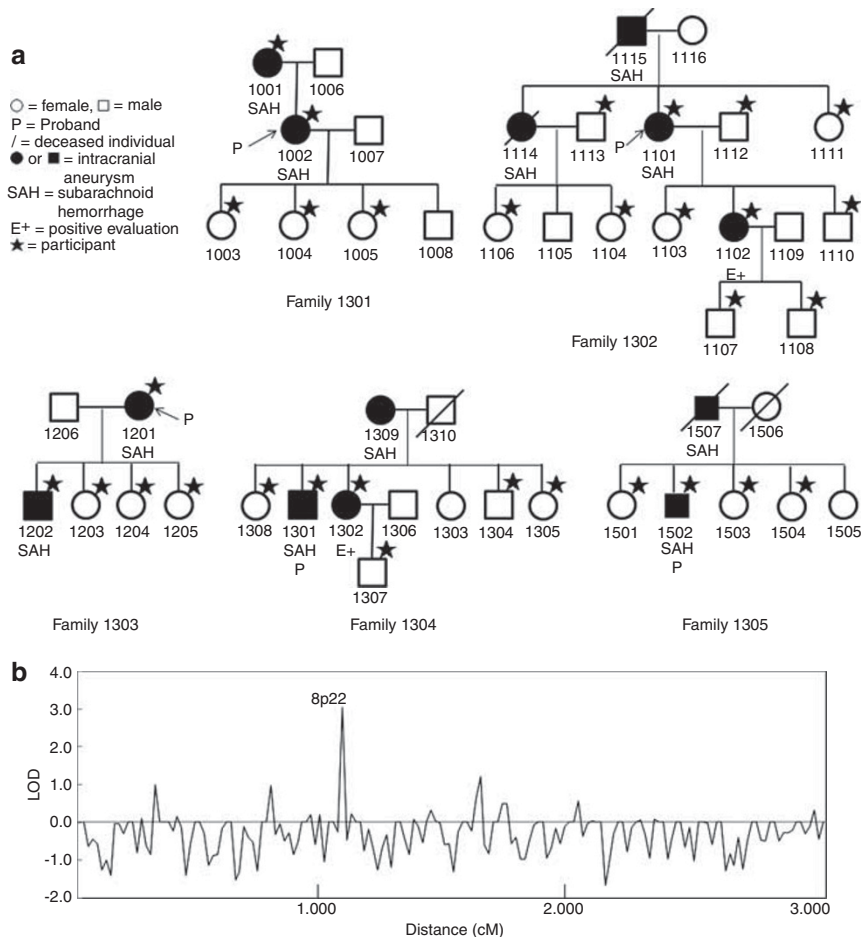 a
○ = female, □ = male
P = Proband
/ = deceased individual
● or ■ = intracranial
aneurysm
SAH = subarachnoid
hemorrhage
E+ = positive evaluation
★ = participant
1001 1006
SAH
P
1002 1007
SAH
1003 1004 1005 1008
Family 1301
1115 1116
SAH
P
1114 1113 1101 1112 1111
SAH SAH
1106 1105 1104 1103 1102 1109 1110
E+
1107 1108
Family 1302
1206 1201 P
SAH
1202 1203 1204 1205
SAH
Family 1303
1309 1310
SAH
1308 1301 1302 1306 1303 1304 1305
SAH E+
P
1307
Family 1304
1507 1506
SAH
1501 1502 1503 1504 1505
SAH
P
Family 1305
b
8p22
4.0
3.0
2.0
1.0
0.0
-1.0
-2.0
LOD
1.000 2.000 3.000
Distance (cM)